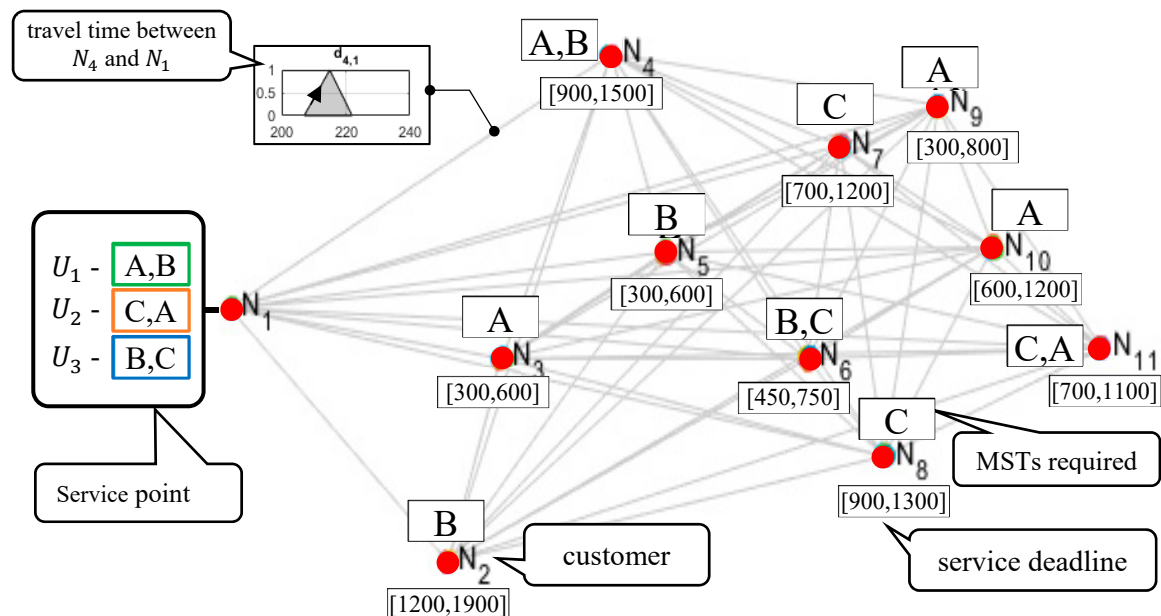 travel time between
N₄ and N₁
d₄,₁
1
0.5
0
200
220
240
A,B
N₄
[900,1500]
A
N₉
[300,800]
C
N₇
[700,1200]
B
N₅
[300,600]
A
N₁₀
[600,1200]
U₁ - A,B
U₂ - C,A
U₃ - B,C
N₁
A
N₃
[300,600]
B,C
N₆
[450,750]
C,A
N₁₁
[700,1100]
C
N₈
[900,1300]
MSTs required
Service point
B
N₂
[1200,1900]
customer
service deadline